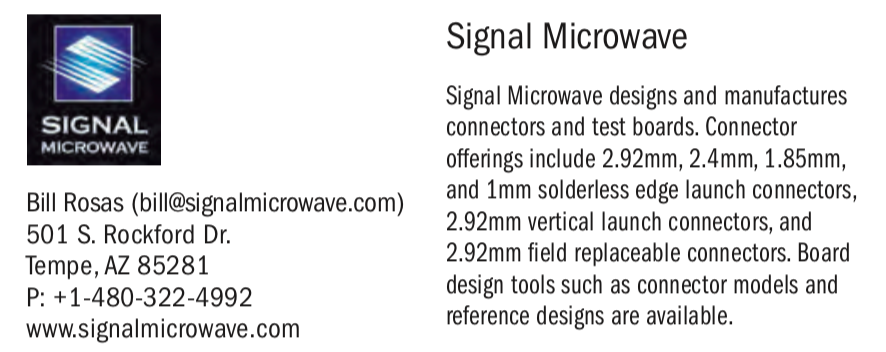 SIGNAL
MICROWAVE
Bill Rosas (bill@signalmicrowave.com)
501 S. Rockford Dr.
Tempe, AZ 85281
P: +1-480-322-4992
www.signalmicrowave.com
Signal Microwave
Signal Microwave designs and manufactures
connectors and test boards. Connector
offerings include 2.92mm, 2.4mm, 1.85mm,
and 1mm solderless edge launch connectors,
2.92mm vertical launch connectors, and
2.92mm field replaceable connectors. Board
design tools such as connector models and
reference designs are available.